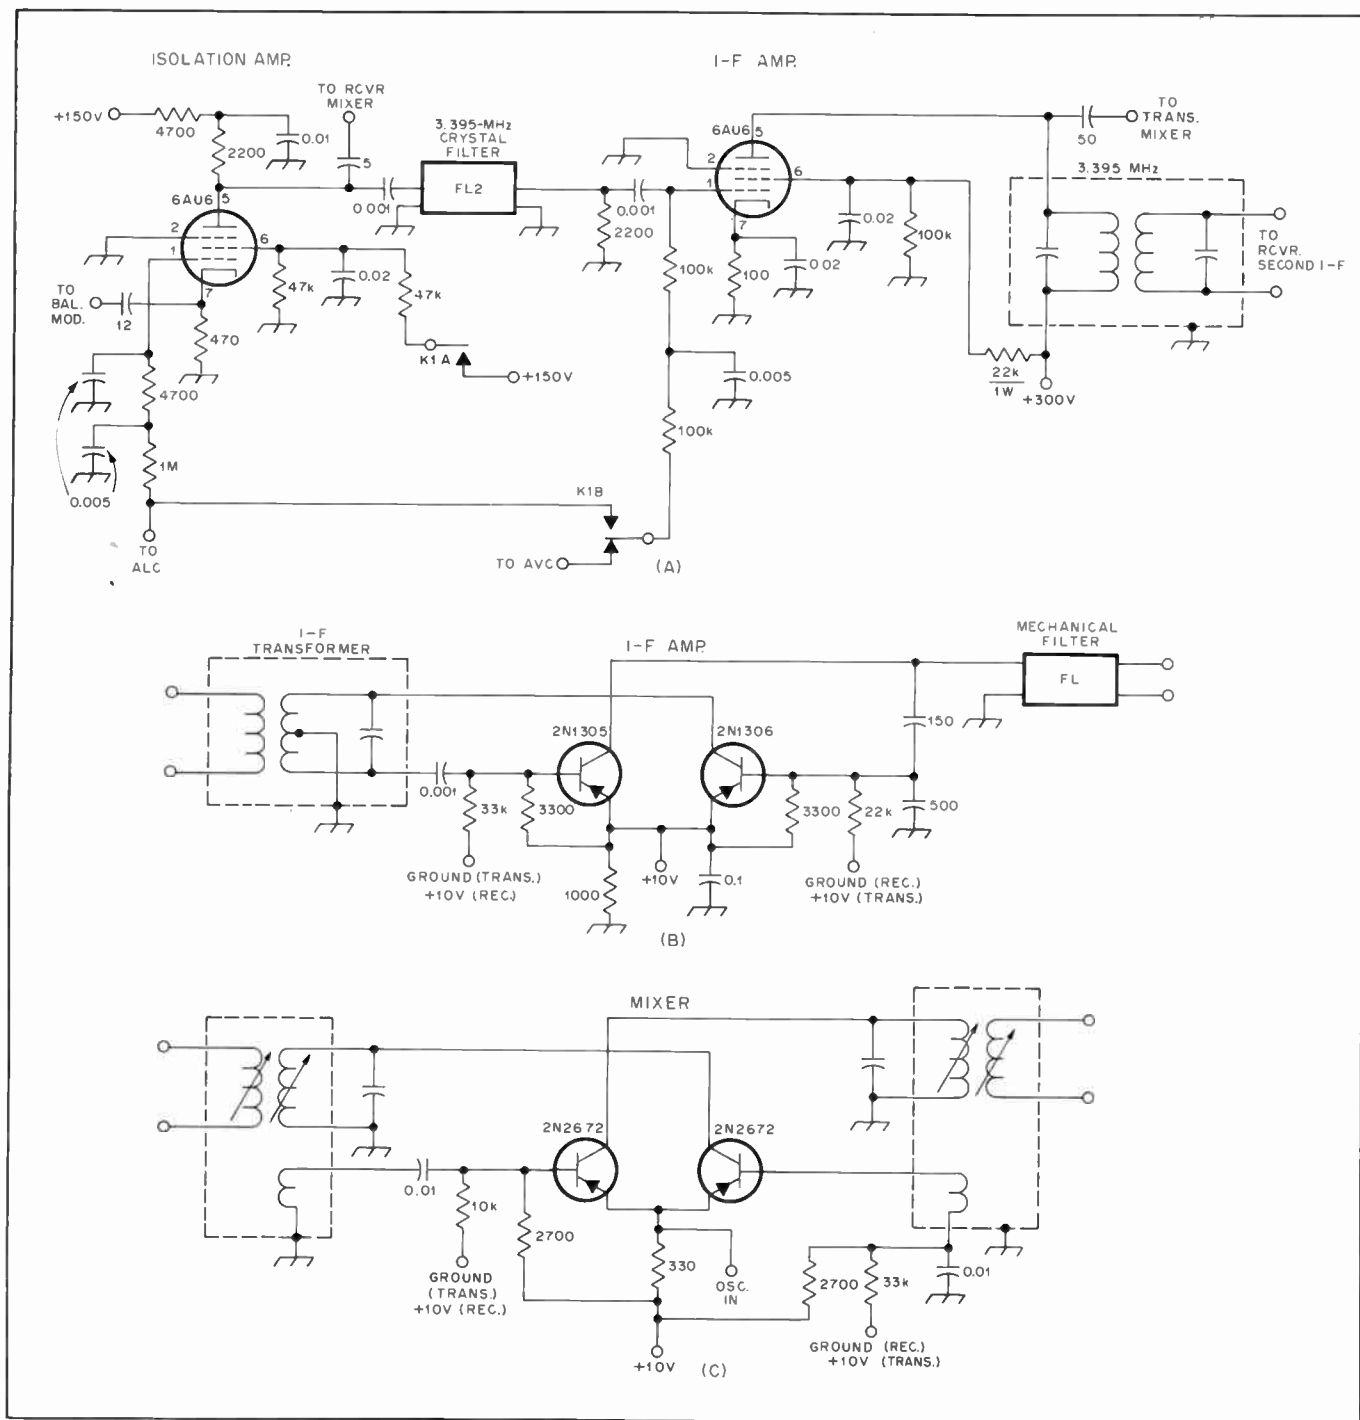 ISOLATION AMP.
I-F AMP.
TO RCVR
MIXER
TO
TRANS.
MIXER
+150V
4700
0.01
2200
5
3.395-MHz
CRYSTAL
FILTER
FL2
0.001
6AU6
5
2
1
6
7
6AU6
5
2
1
6
7
50
3.395 MHz
0.001
2200
0.02
100k
TO
RCVR.
SECOND I-F
TO
BAL.
MOD.
12
470
47k
0.02
47k
100k
100
0.02
K1A
+150V
0.005
22k
1W
+300V
4700
1M
0.005
100k
K1B
TO
ALC
TO AVC
(A)
I-F
TRANSFORMER
I-F AMP.
MECHANICAL
FILTER
FL
2N1305
2N1306
150
0.001
33k
3300
3300
22k
500
GROUND (TRANS.)
+10V (REC.)
+10V
0.1
GROUND (REC.)
+10V (TRANS.)
1000
(B)
MIXER
2N2672
2N2672
0.01
10k
2700
330
OSC.
IN
2700
33k
0.01
GROUND
(TRANS.)
+10V (REC.)
GROUND (REC.)
+10V (TRANS.)
+10V
(C)